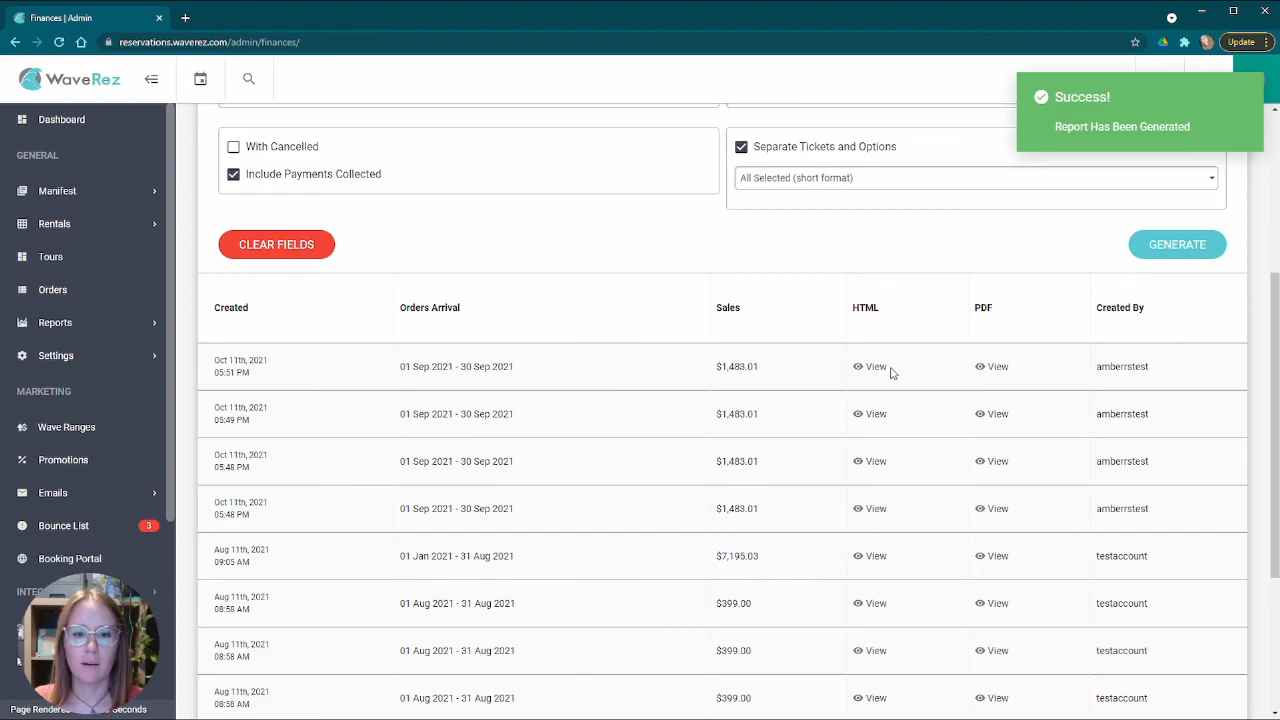 Finances | Admin
reservations.waverez.com/admin/finances/
Update
WaveRez
Success!
Report Has Been Generated
Dashboard
GENERAL
Manifest
Rentals
Tours
Orders
Reports
Settings
MARKETING
Wave Ranges
Promotions
Emails
Bounce List 3
Booking Portal
With Cancelled
Include Payments Collected
Separate Tickets and Options
All Selected (short format)
CLEAR FIELDS
GENERATE
Created Orders Arrival Sales HTML PDF Created By
Oct 11th, 2021
05:51 PM
01 Sep 2021 - 30 Sep 2021 $1,483.01 View View amberrstest
Oct 11th, 2021
05:49 PM
01 Sep 2021 - 30 Sep 2021 $1,483.01 View View amberrstest
Oct 11th, 2021
05:48 PM
01 Sep 2021 - 30 Sep 2021 $1,483.01 View View amberrstest
Oct 11th, 2021
05:48 PM
01 Sep 2021 - 30 Sep 2021 $1,483.01 View View amberrstest
Aug 11th, 2021
09:05 AM
01 Jan 2021 - 31 Aug 2021 $7,195.03 View View testaccount
Aug 11th, 2021
08:58 AM
01 Aug 2021 - 31 Aug 2021 $399.00 View View testaccount
Aug 11th, 2021
08:58 AM
01 Aug 2021 - 31 Aug 2021 $399.00 View View testaccount
Aug 11th, 2021
08:58 AM
01 Aug 2021 - 31 Aug 2021 $399.00 View View testaccount